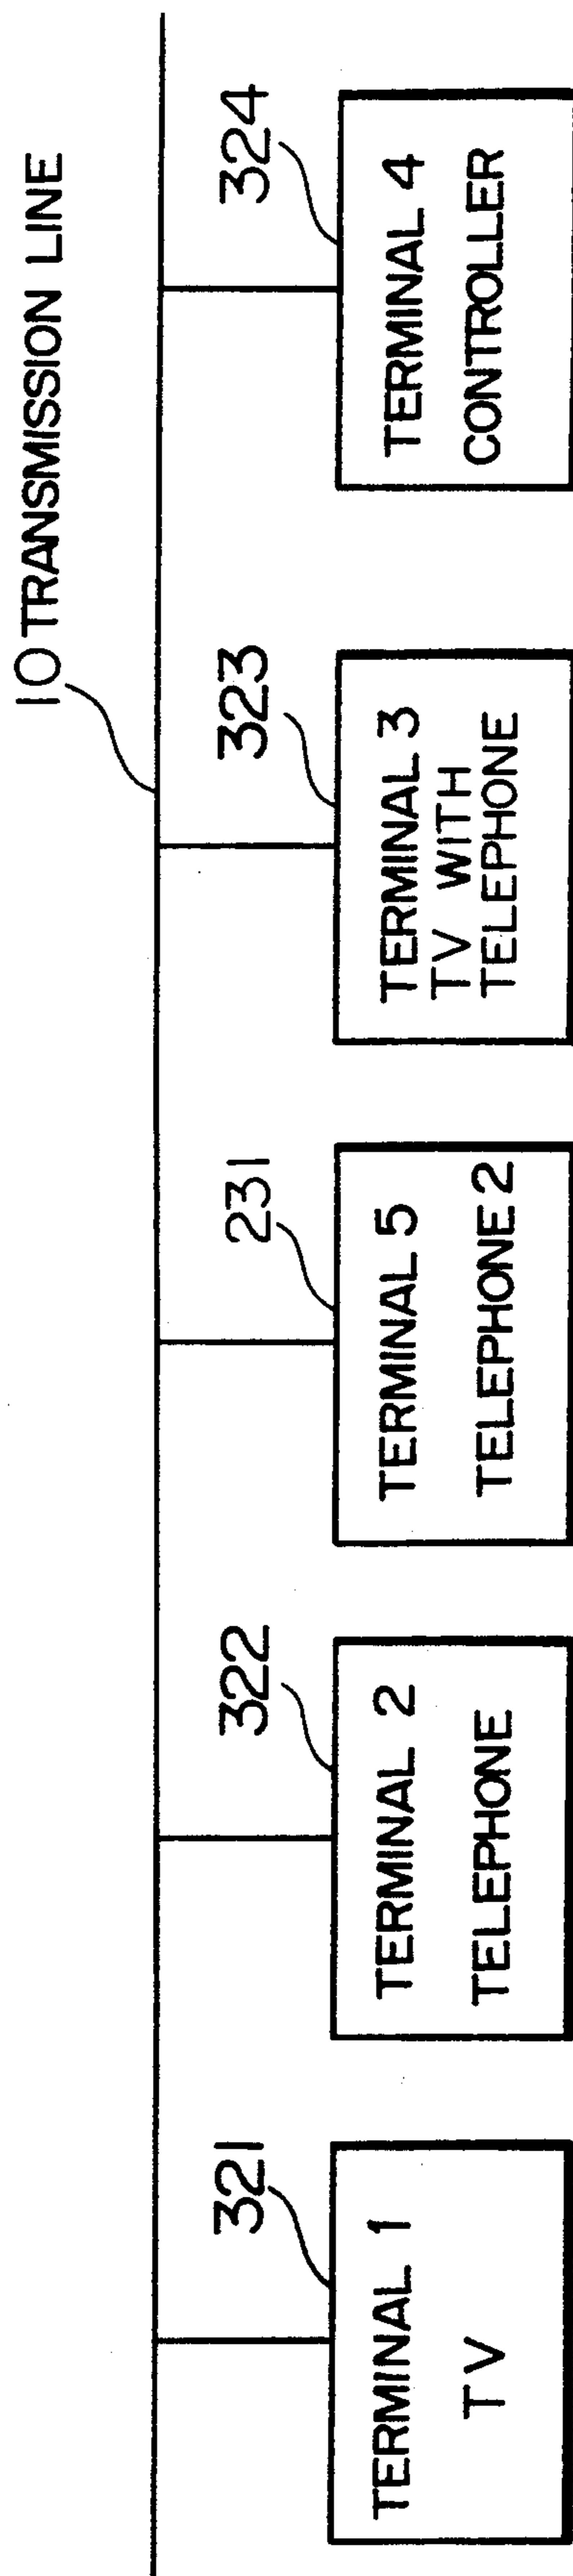 10 TRANSMISSION LINE
321
TERMINAL 1
TV
322
TERMINAL 2
TELEPHONE
231
TERMINAL 5
TELEPHONE 2
323
TERMINAL 3
TV WITH
TELEPHONE
324
TERMINAL 4
CONTROLLER